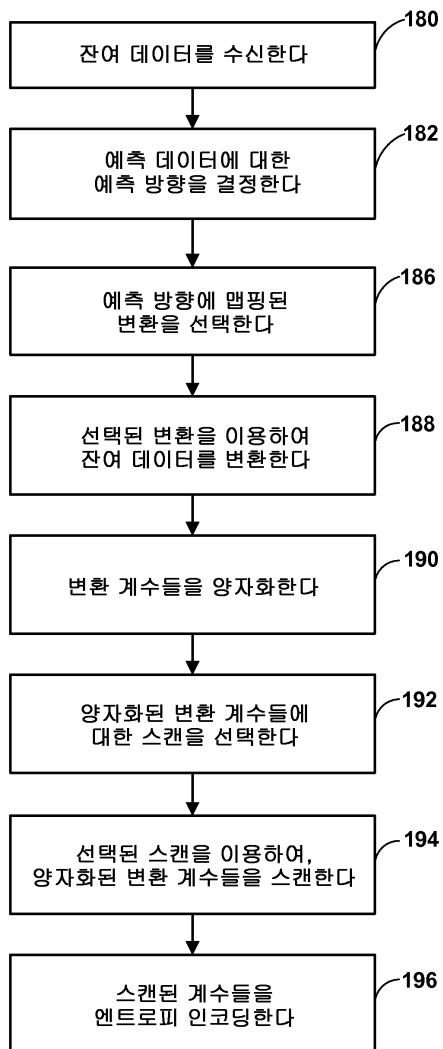 180
잔여 데이터를 수신한다
182
예측 데이터에 대한
예측 방향을 결정한다
186
예측 방향에 맵핑된
변환을 선택한다
188
선택된 변환을 이용하여
잔여 데이터를 변환한다
190
변환 계수들을 양자화한다
192
양자화된 변환 계수들에
대한 스캔을 선택한다
194
선택된 스캔을 이용하여,
양자화된 변환 계수들을 스캔한다
196
스캔된 계수들을
엔트로피 인코딩한다